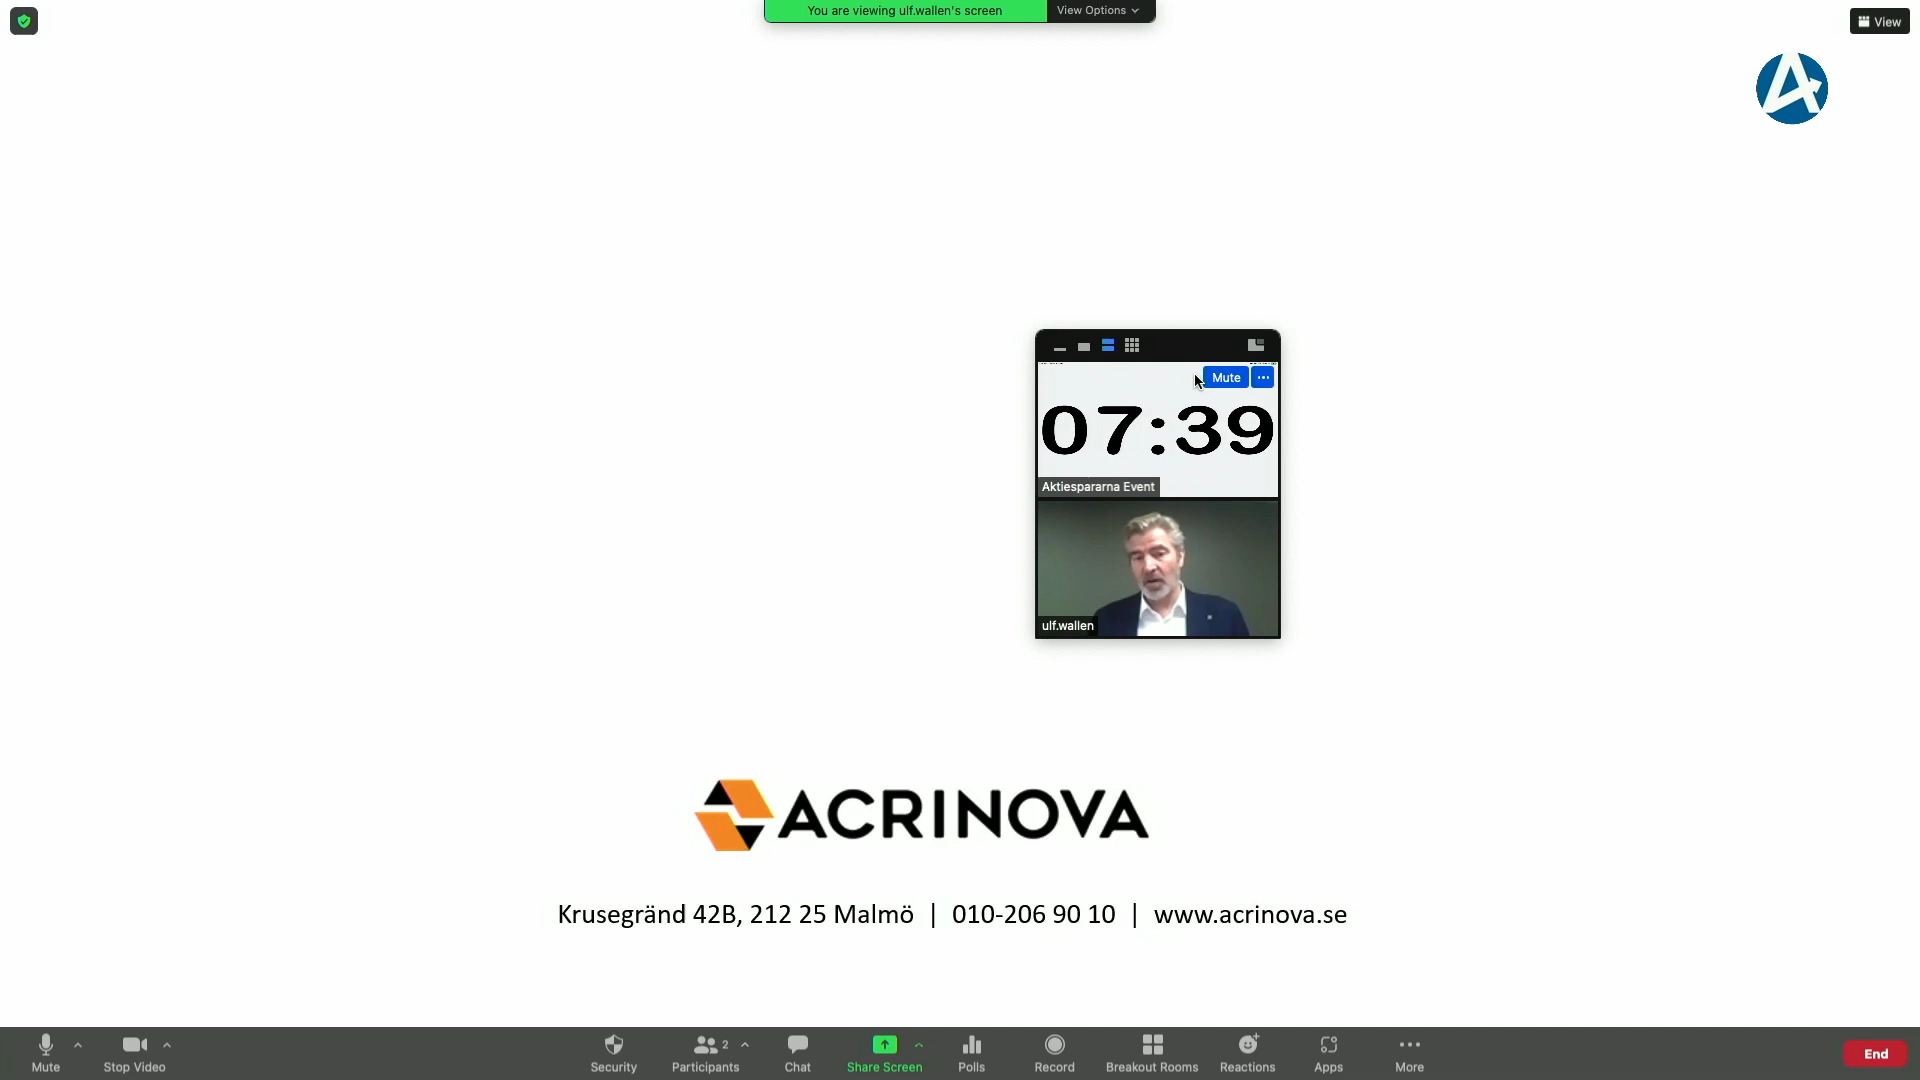 You are viewing ulf.wallen's screen
View Options
View
Mute
07:39
Aktiespararna Event
ulf.wallen
ACRINOVA
Krusegränd 42B, 212 25 Malmö | 010-206 90 10 | www.acrinova.se
Mute
Stop Video
Security
2
Participants
Chat
Share Screen
Polls
Record
Breakout Rooms
Reactions
Apps
More
End